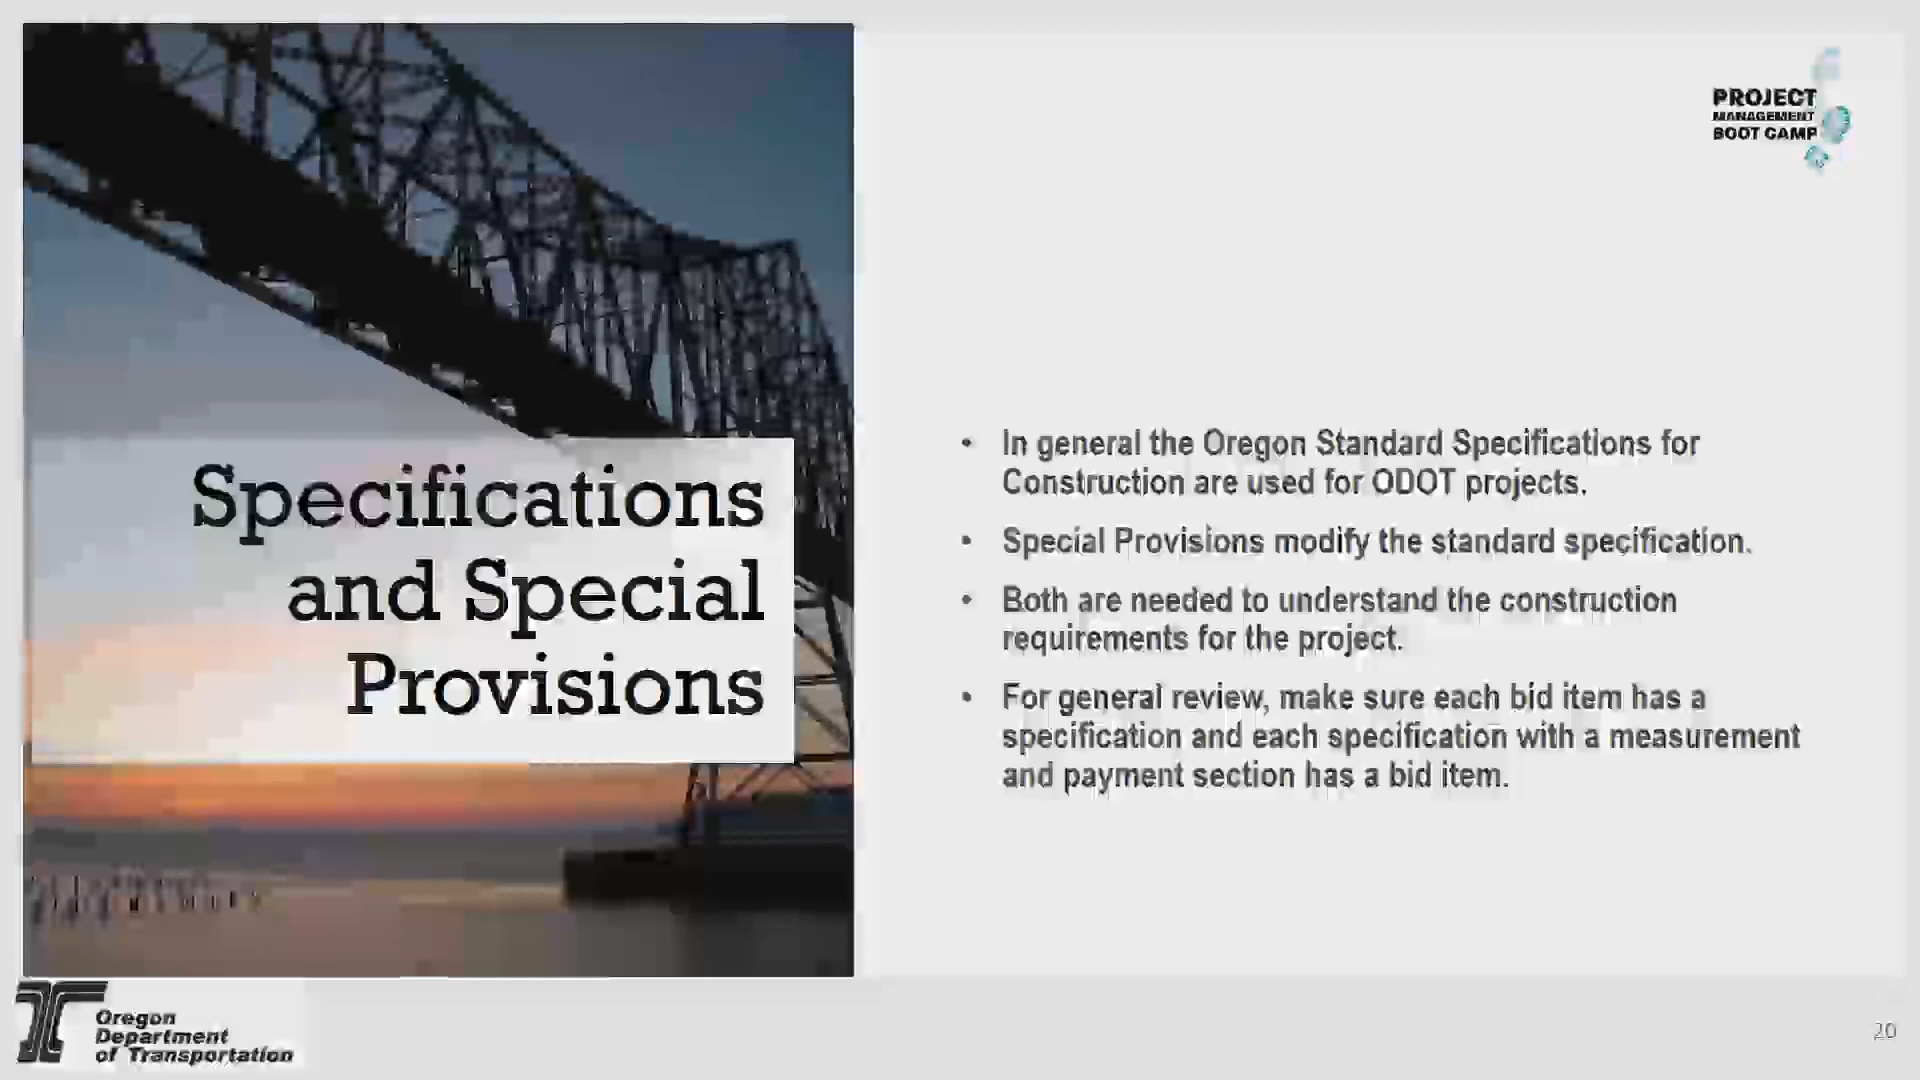 PROJECT
MANAGEMENT
BOOT CAMP
Specifications
and Special
Provisions
• In general the Oregon Standard Specifications for
Construction are used for ODOT projects.
• Special Provisions modify the standard specification.
• Both are needed to understand the construction
requirements for the project.
• For general review, make sure each bid item has a
specification and each specification with a measurement
and payment section has a bid item.
Oregon
Department
of Transportation
20